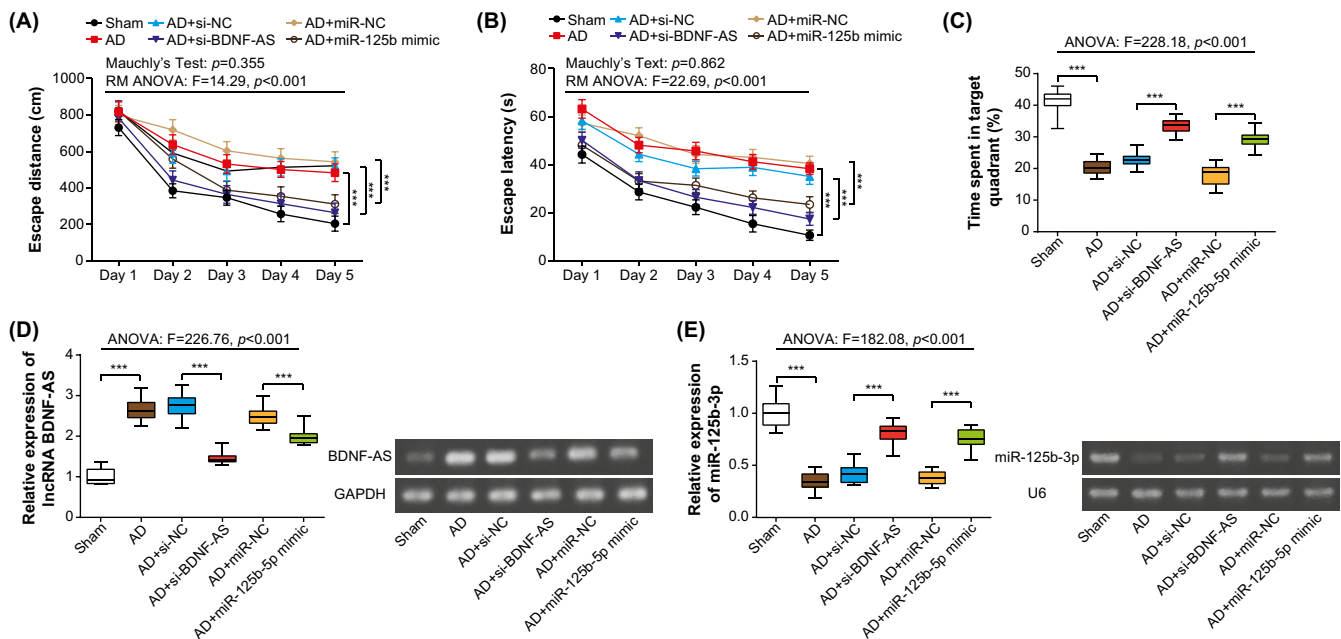 (A)
Sham
AD+si-NC
AD+miR-NC
AD
AD+si-BDNF-AS
AD+miR-125b mimic
Mauchly's Test: p=0.355
RM ANOVA: F=14.29, p<0.001
Escape distance (cm)
1000
800
600
400
200
0
Day 1
Day 2
Day 3
Day 4
Day 5
***
***
***
(B)
Sham
AD+si-NC
AD+miR-NC
AD
AD+si-BDNF-AS
AD+miR-125b mimic
Mauchly's Text: p=0.862
RM ANOVA: F=22.69, p<0.001
Escape latency (s)
80
60
40
20
0
Day 1
Day 2
Day 3
Day 4
Day 5
***
***
***
(C)
ANOVA: F=228.18, p<0.001
***
***
***
Time spent in target
quadrant (%)
50
40
30
20
10
0
Sham
AD
AD+si-NC
AD+si-BDNF-AS
AD+miR-NC
AD+miR-125b-5p mimic
(D)
ANOVA: F=226.76, p<0.001
***
***
***
Relative expression of
lncRNA BDNF-AS
4
3
2
1
0
Sham
AD
AD+si-NC
AD+si-BDNF-AS
AD+miR-NC
AD+miR-125b-5p mimic
BDNF-AS
GAPDH
Sham
AD
AD+si-NC
AD+si-BDNF-AS
AD+miR-NC
AD+miR-125b-5p mimic
(E)
ANOVA: F=182.08, p<0.001
***
***
***
Relative expression
of miR-125b-3p
1.5
1.0
0.5
0.0
Sham
AD
AD+si-NC
AD+si-BDNF-AS
AD+miR-NC
AD+miR-125b-5p mimic
miR-125b-3p
U6
Sham
AD
AD+si-NC
AD+si-BDNF-AS
AD+miR-NC
AD+miR-125b-5p mimic